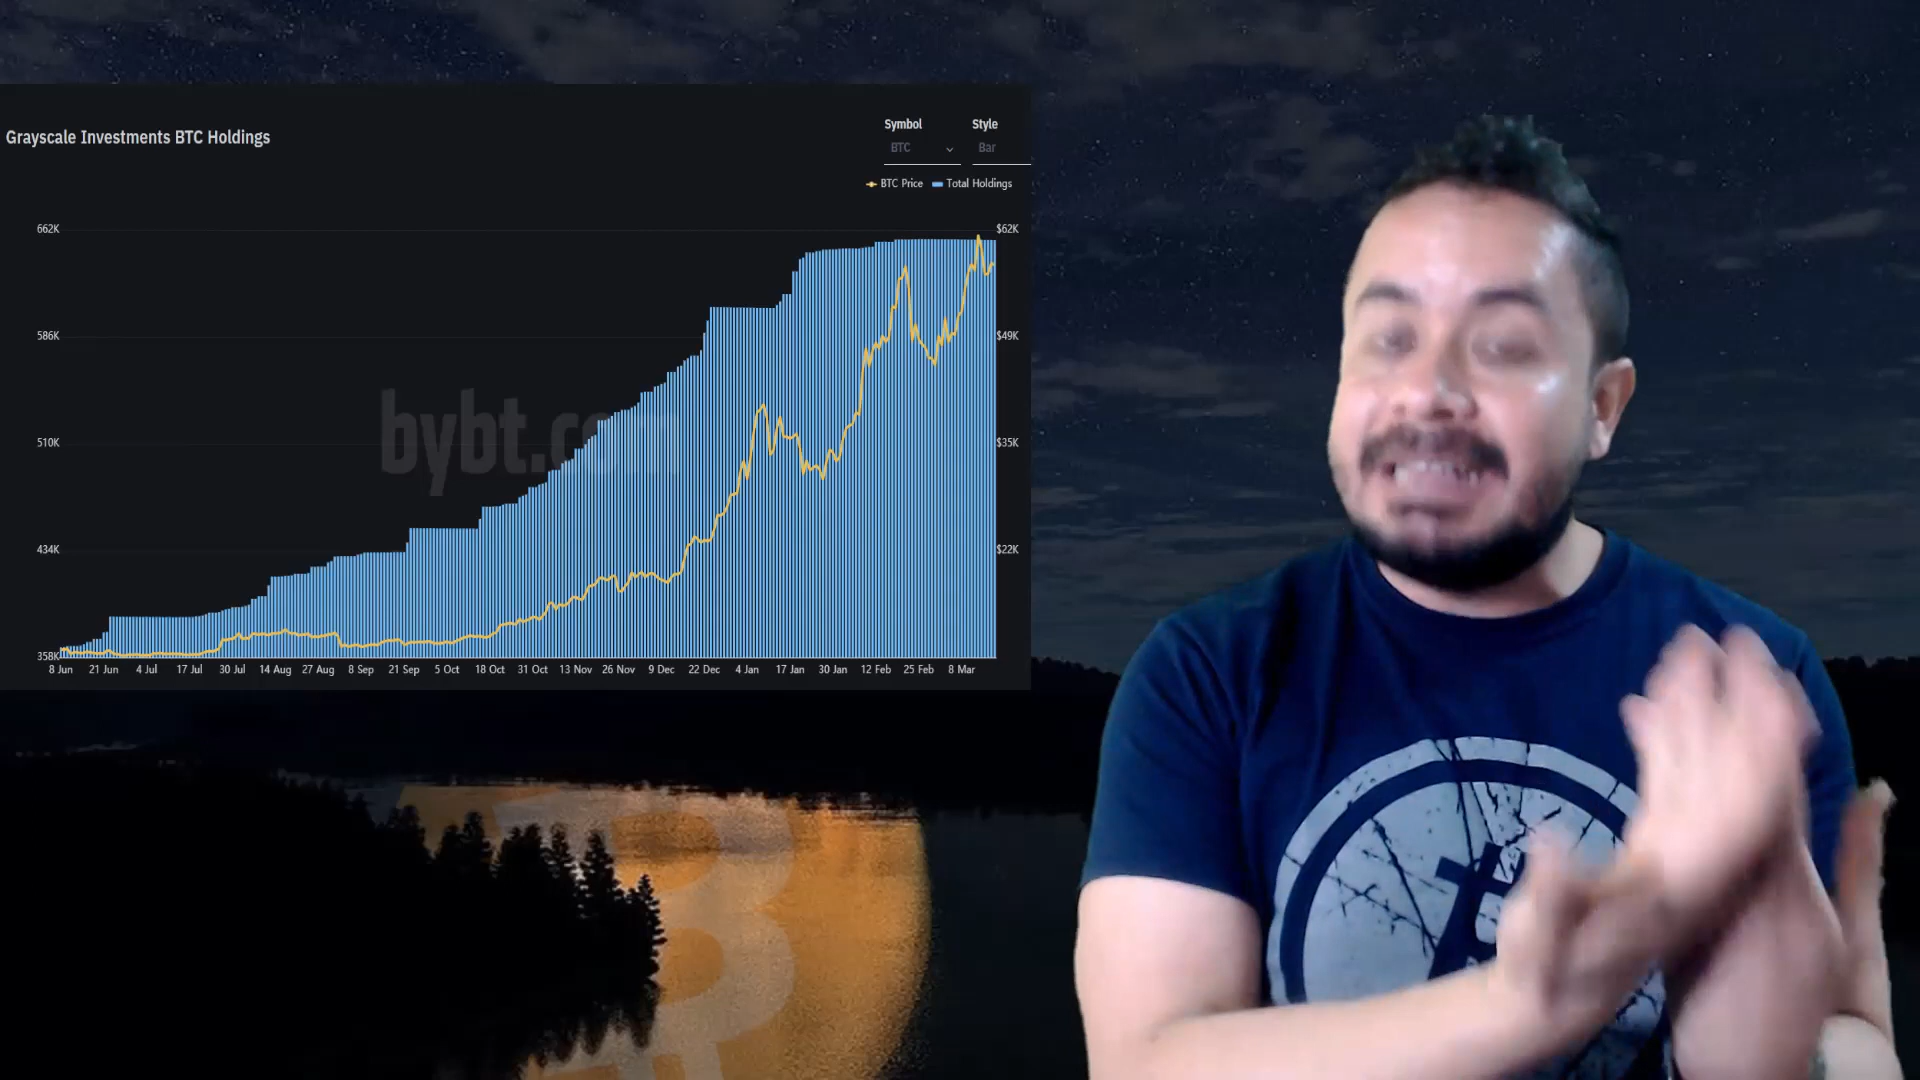 Grayscale Investments BTC Holdings
Symbol Style
BTC Bar
BTC Price Total Holdings
662K $62K
586K $49K
bybt.com
510K $35K
434K $22K
358K
8 Jun 21 Jun 4 Jul 17 Jul 30 Jul 14 Aug 27 Aug 8 Sep 21 Sep 5 Oct 18 Oct 31 Oct 13 Nov 26 Nov 9 Dec 22 Dec 4 Jan 17 Jan 30 Jan 12 Feb 25 Feb 8 Mar